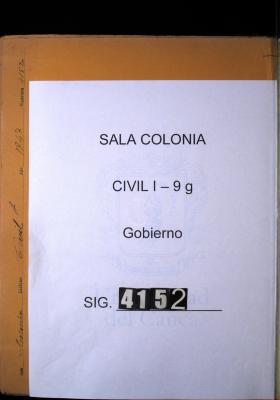 SALA COLONIA
CIVIL I – 9 g
Gobierno
SIG. 4152